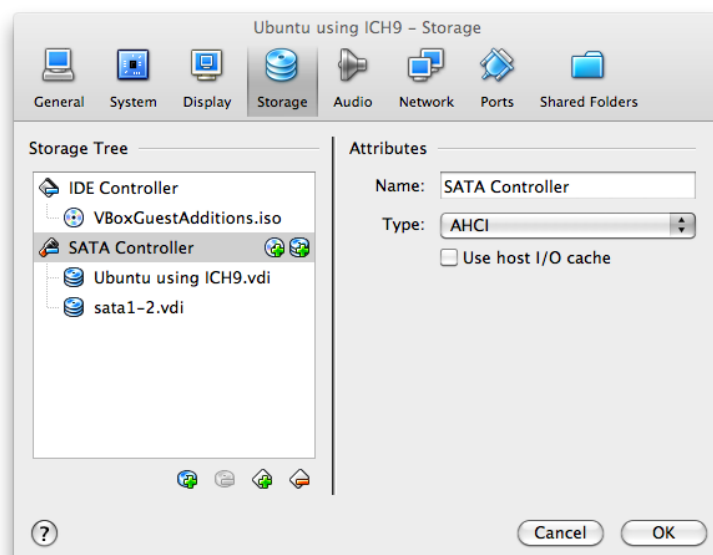 Ubuntu using ICH9 – Storage
General System Display Storage Audio Network Ports Shared Folders
Storage Tree
IDE Controller
VBoxGuestAdditions.iso
SATA Controller
Ubuntu using ICH9.vdi
sata1-2.vdi
Attributes
Name: SATA Controller
Type: AHCI
Use host I/O cache
?
Cancel OK